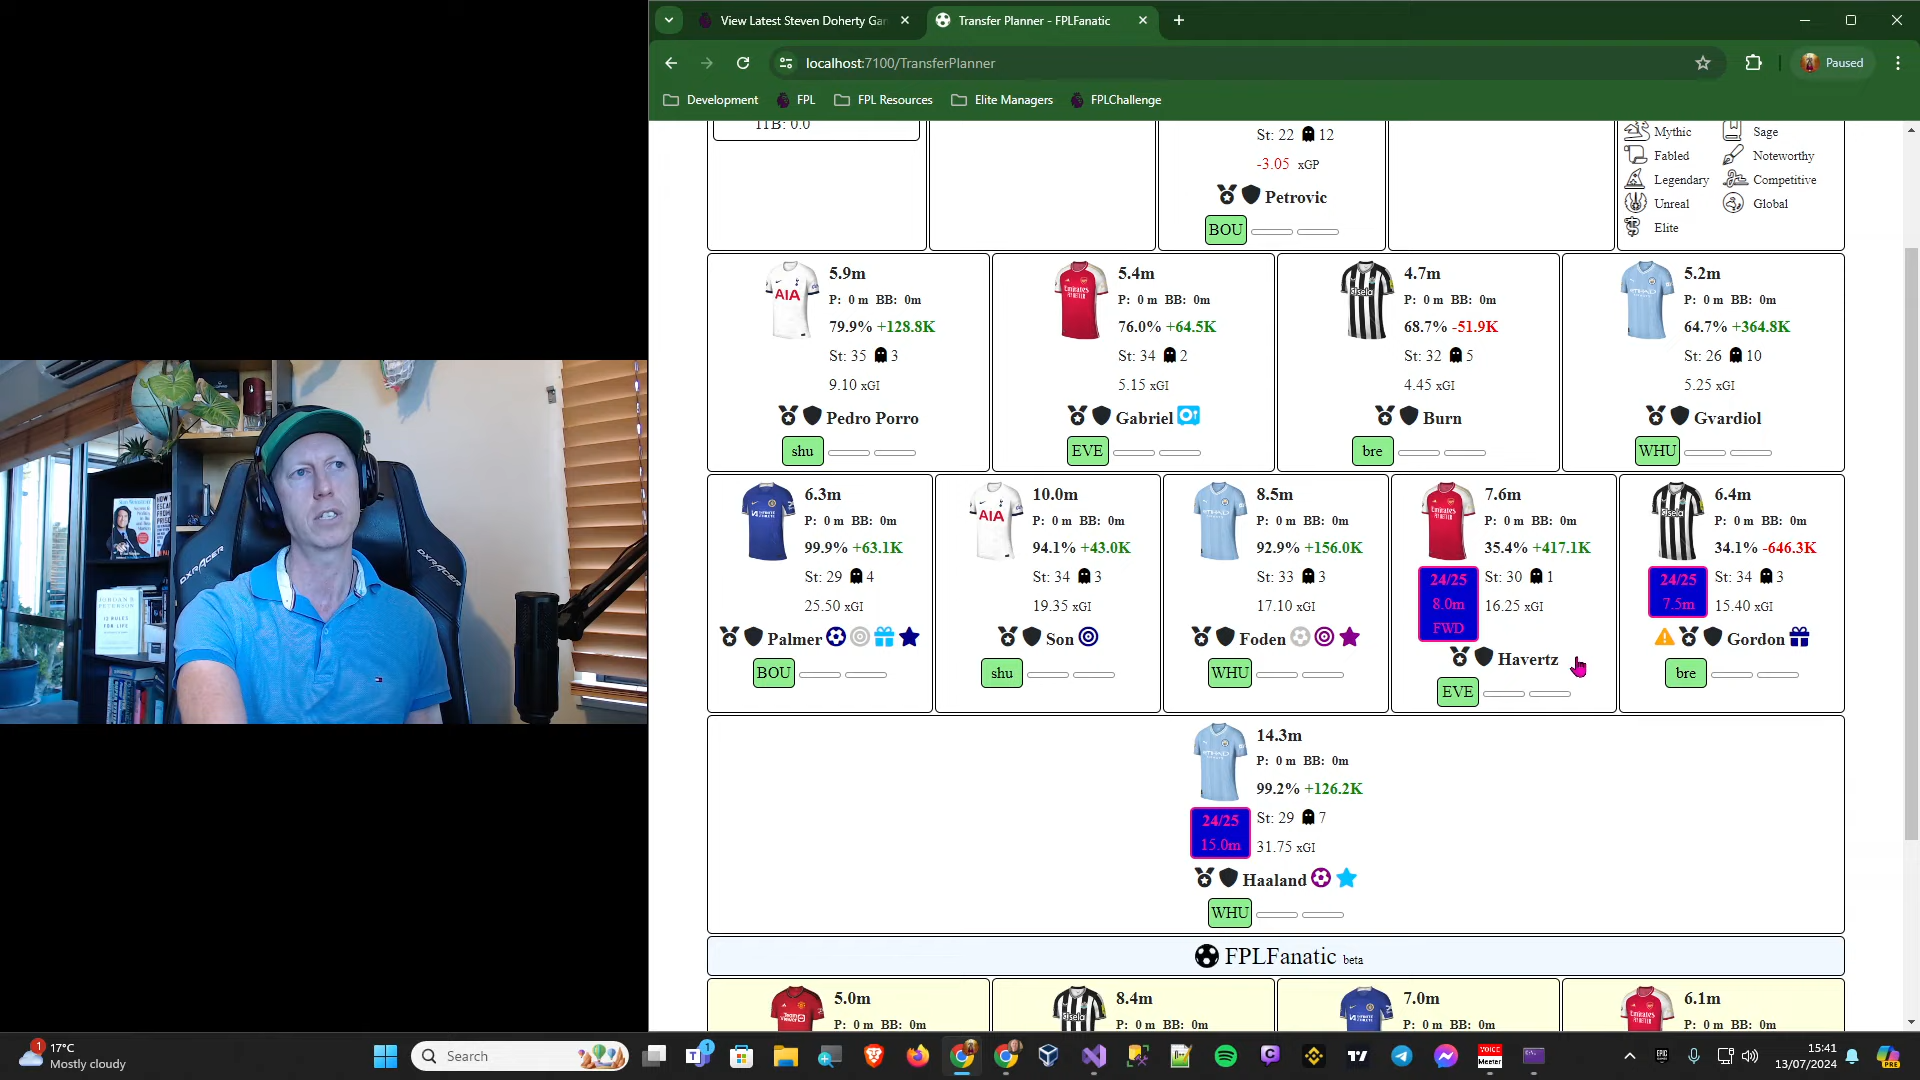 View Latest Steven Doherty Gar
Transfer Planner - FPLFanatic
localhost:7100/TransferPlanner
Paused
Development
FPL
FPL Resources
Elite Managers
FPLChallenge
ITB: 0.0
St: 22 12
-3.05 xGP
Petrovic
BOU
Mythic
Sage
Fabled
Noteworthy
Legendary
Competitive
Unreal
Global
Elite
AIA
5.9m
P: 0 m BB: 0m
79.9% +128.8K
St: 35 3
9.10 xGI
Pedro Porro
shu
5.4m
P: 0 m BB: 0m
76.0% +64.5K
St: 34 2
5.15 xGI
Gabriel
EVE
4.7m
P: 0 m BB: 0m
68.7% -51.9K
St: 32 5
4.45 xGI
Burn
bre
5.2m
P: 0 m BB: 0m
64.7% +364.8K
St: 26 10
5.25 xGI
Gvardiol
WHU
6.3m
P: 0 m BB: 0m
99.9% +63.1K
St: 29 4
25.50 xGI
Palmer
BOU
AIA
10.0m
P: 0 m BB: 0m
94.1% +43.0K
St: 34 3
19.35 xGI
Son
shu
8.5m
P: 0 m BB: 0m
92.9% +156.0K
St: 33 3
17.10 xGI
Foden
WHU
7.6m
P: 0 m BB: 0m
35.4% +417.1K
24/25
8.0m
FWD
St: 30 1
16.25 xGI
Havertz
EVE
6.4m
P: 0 m BB: 0m
34.1% -646.3K
24/25
7.5m
St: 34 3
15.40 xGI
Gordon
bre
14.3m
P: 0 m BB: 0m
99.2% +126.2K
24/25
15.0m
St: 29 7
31.75 xGI
Haaland
WHU
FPLFanatic beta
5.0m
P: 0 m BB: 0m
8.4m
P: 0 m BB: 0m
7.0m
P: 0 m BB: 0m
6.1m
P: 0 m BB: 0m
DXRACER
DXRACER
17°C
Mostly cloudy
Search
15:41
13/07/2024